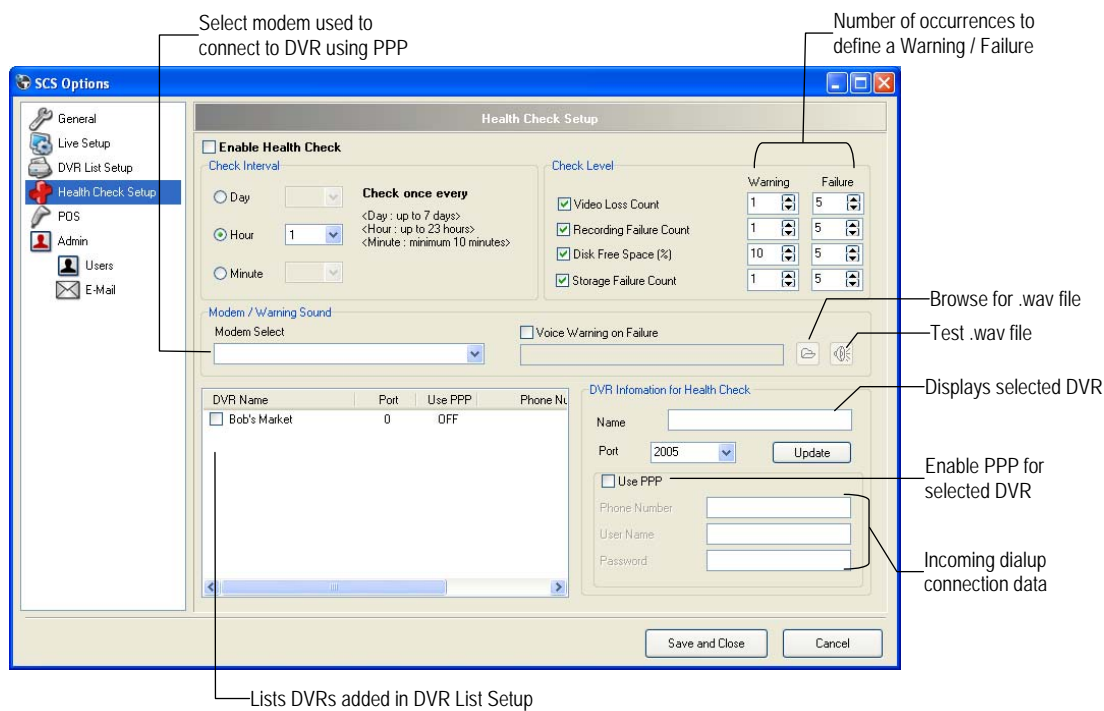 Select modem used to
connect to DVR using PPP
Number of occurrences to
define a Warning / Failure
SCS Options
General
Live Setup
DVR List Setup
Health Check Setup
POS
Admin
Users
E-Mail
Health Check Setup
Enable Health Check
Check Interval
Day
Hour
1
Minute
Check once every
<Day : up to 7 days>
<Hour : up to 23 hours>
<Minute : minimum 10 minutes>
Check Level
Warning Failure
Video Loss Count 1 5
Recording Failure Count 1 5
Disk Free Space (%) 10 5
Storage Failure Count 1 5
Modem / Warning Sound
Modem Select
Voice Warning on Failure
Browse for .wav file
Test .wav file
DVR Name Port Use PPP Phone Nu
Bob's Market 0 OFF
DVR Infomation for Health Check
Name
Port 2005 Update
Use PPP
Phone Number
User Name
Password
Displays selected DVR
Enable PPP for
selected DVR
Incoming dialup
connection data
Save and Close Cancel
Lists DVRs added in DVR List Setup